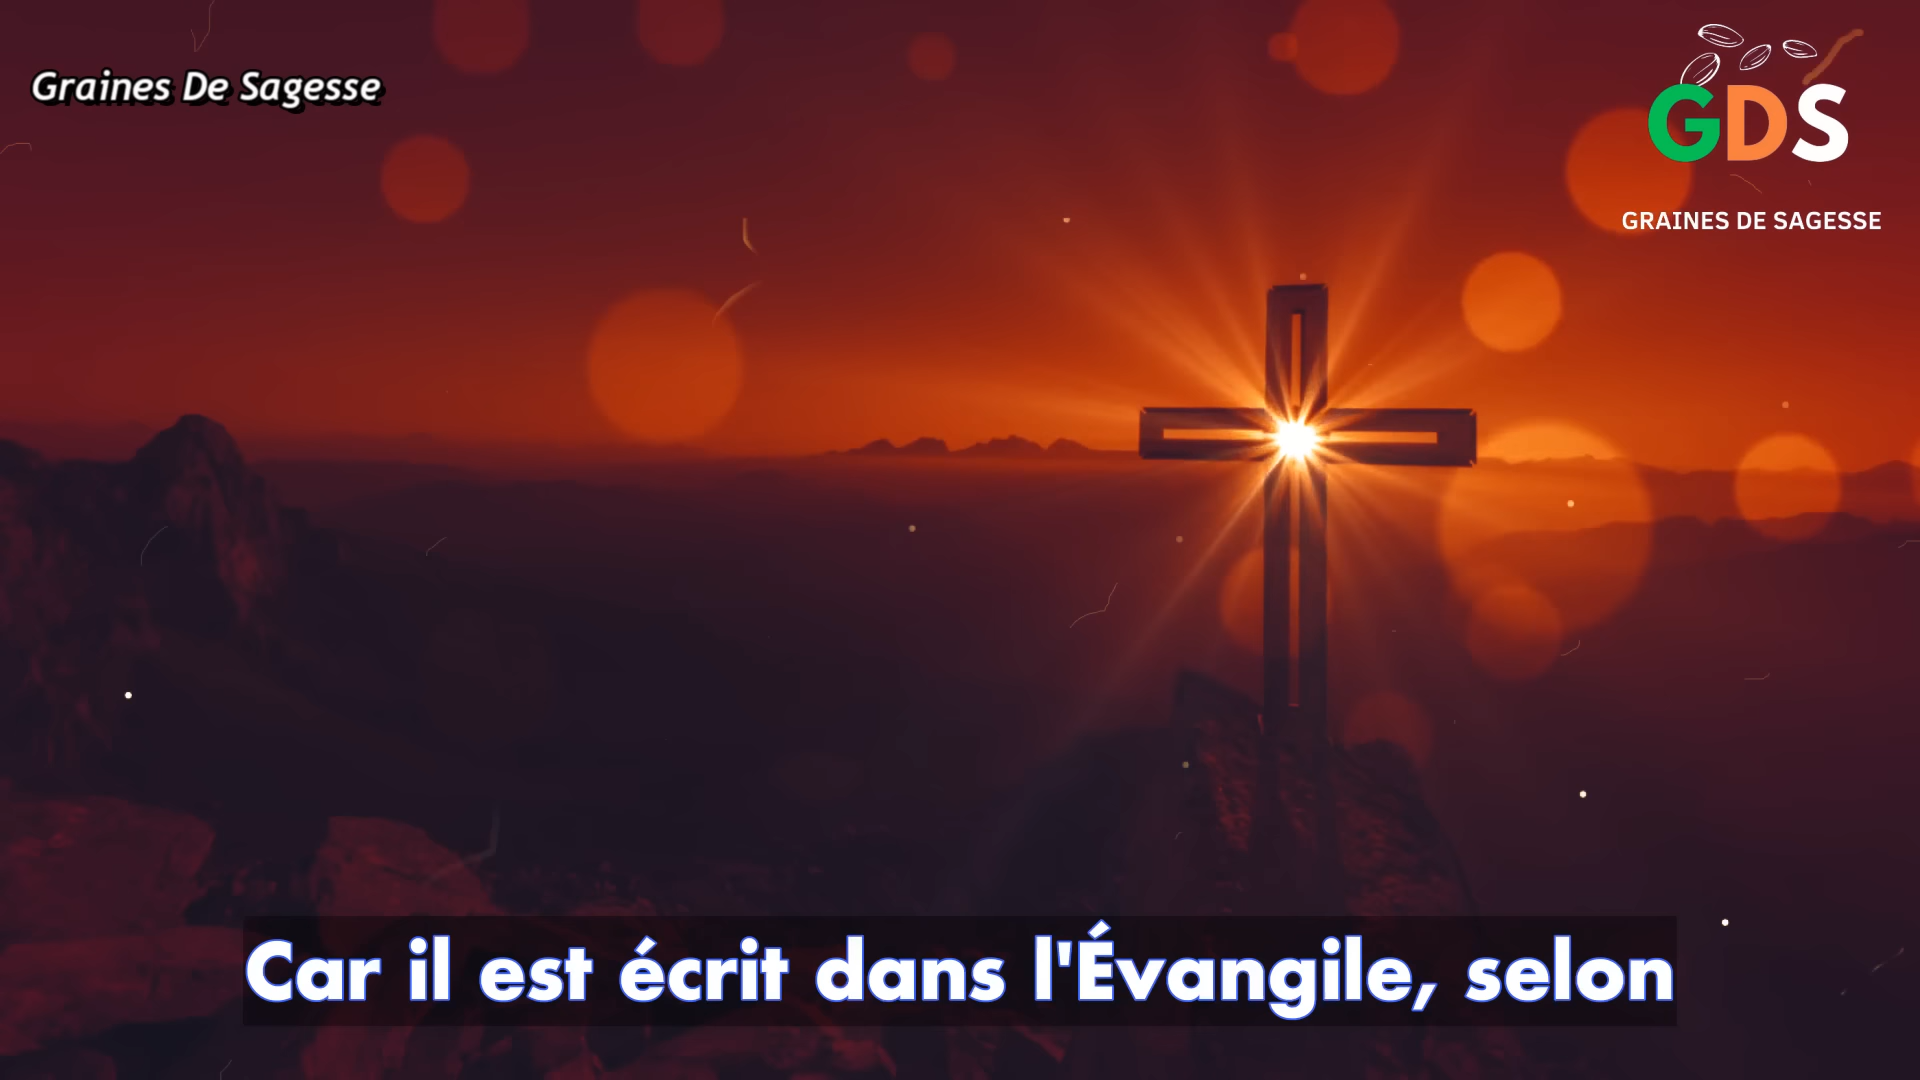 Graines De Sagesse
GDS
GRAINES DE SAGESSE
Car il est écrit dans l'Évangile, selon